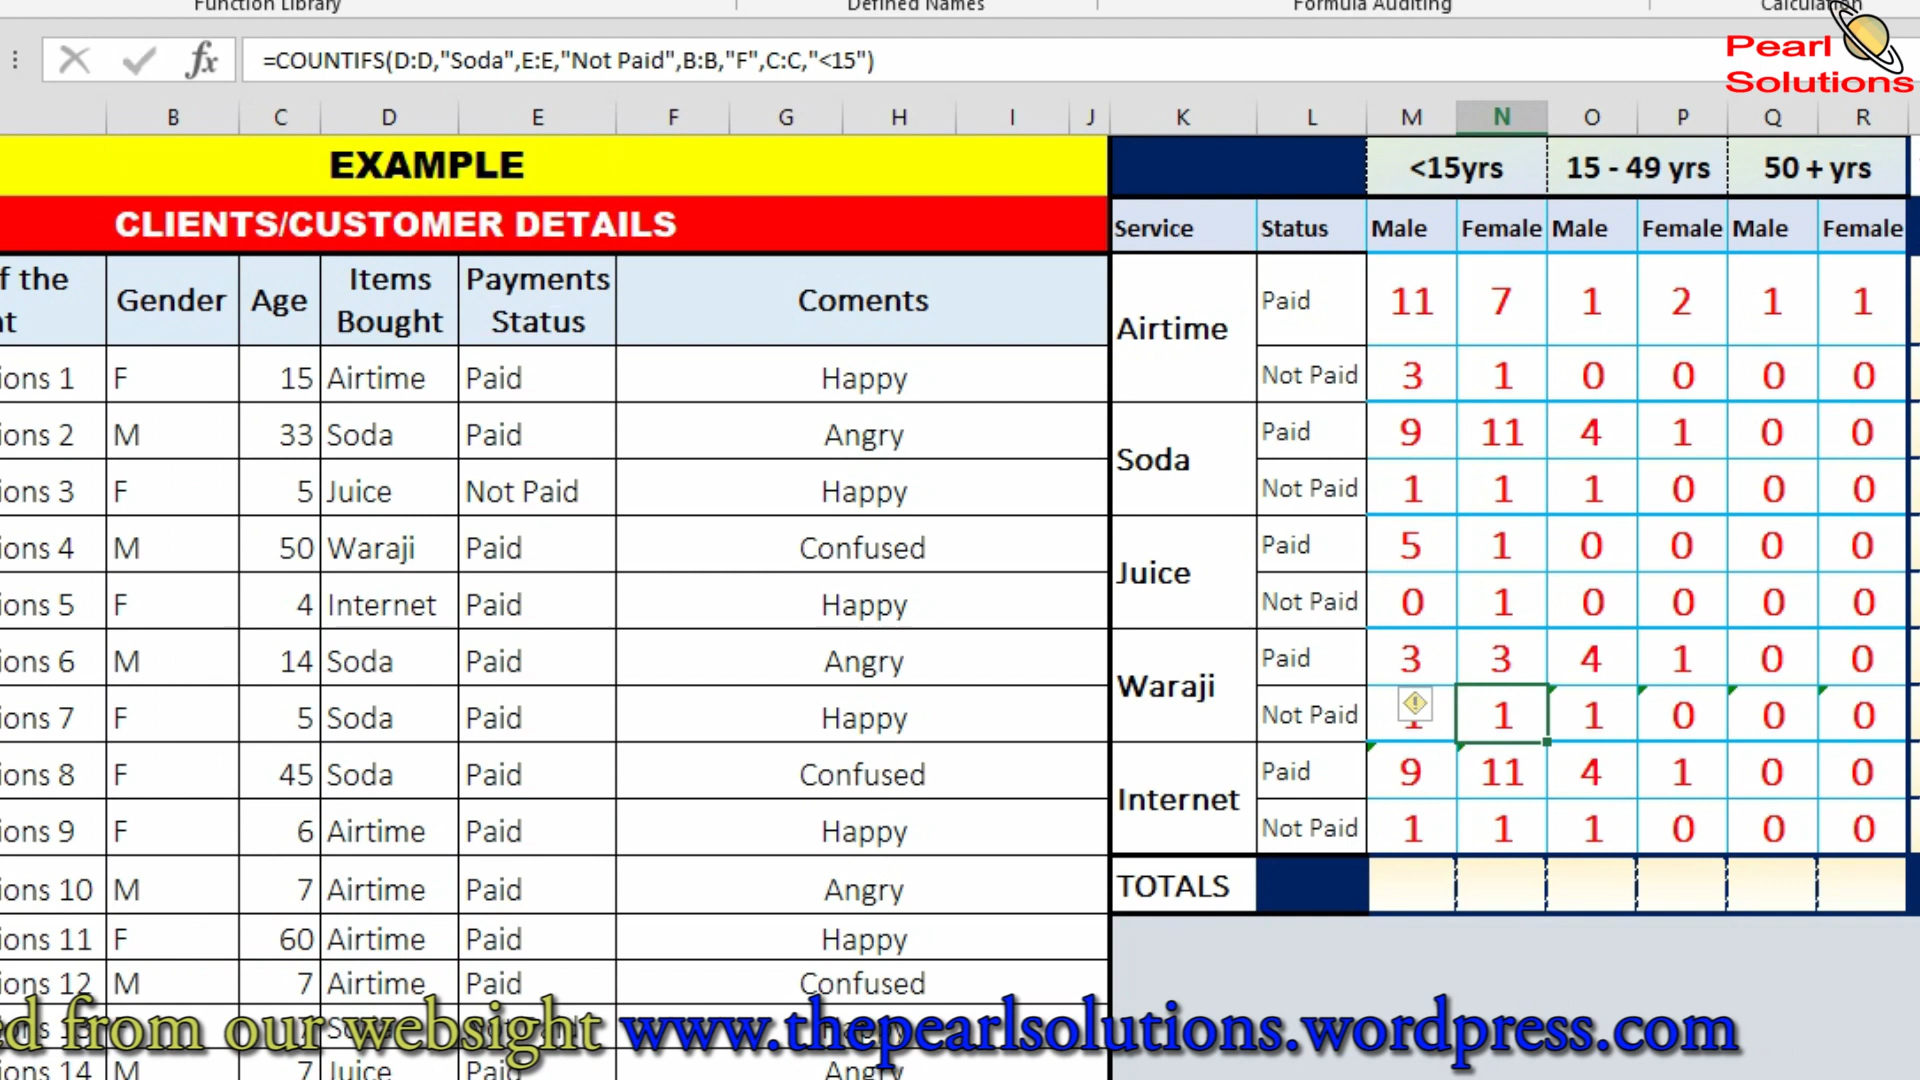 Function Library Defined Names Formula Auditing Calculation
Pearl
Solutions
fx =COUNTIFS(D:D,"Soda",E:E,"Not Paid",B:B,"F",C:C,"<15")
B C D E F G H I J K L M N O P Q R
EXAMPLE <15yrs 15 - 49 yrs 50 + yrs
CLIENTS/CUSTOMER DETAILS Service Status Male Female Male Female Male Female
f the
nt Gender Age Items Bought Payments Status Coments
Airtime Paid 11 7 1 2 1 1
ions 1 F 15 Airtime Paid Happy Not Paid 3 1 0 0 0 0
ions 2 M 33 Soda Paid Angry Soda Paid 9 11 4 1 0 0
ions 3 F 5 Juice Not Paid Happy Not Paid 1 1 1 0 0 0
ions 4 M 50 Waraji Paid Confused Juice Paid 5 1 0 0 0 0
ions 5 F 4 Internet Paid Happy Not Paid 0 1 0 0 0 0
ions 6 M 14 Soda Paid Angry Waraji Paid 3 3 4 1 0 0
ions 7 F 5 Soda Paid Happy Not Paid 1 1 1 0 0 0
ions 8 F 45 Soda Paid Confused Internet Paid 9 11 4 1 0 0
ions 9 F 6 Airtime Paid Happy Not Paid 1 1 1 0 0 0
ions 10 M 7 Airtime Paid Angry TOTALS
ions 11 F 60 Airtime Paid Happy
ions 12 M 7 Airtime Paid Confused
ed from our websight www.thepearlsolutions.wordpress.com
ions 14 M 7 Juice Paid Angry